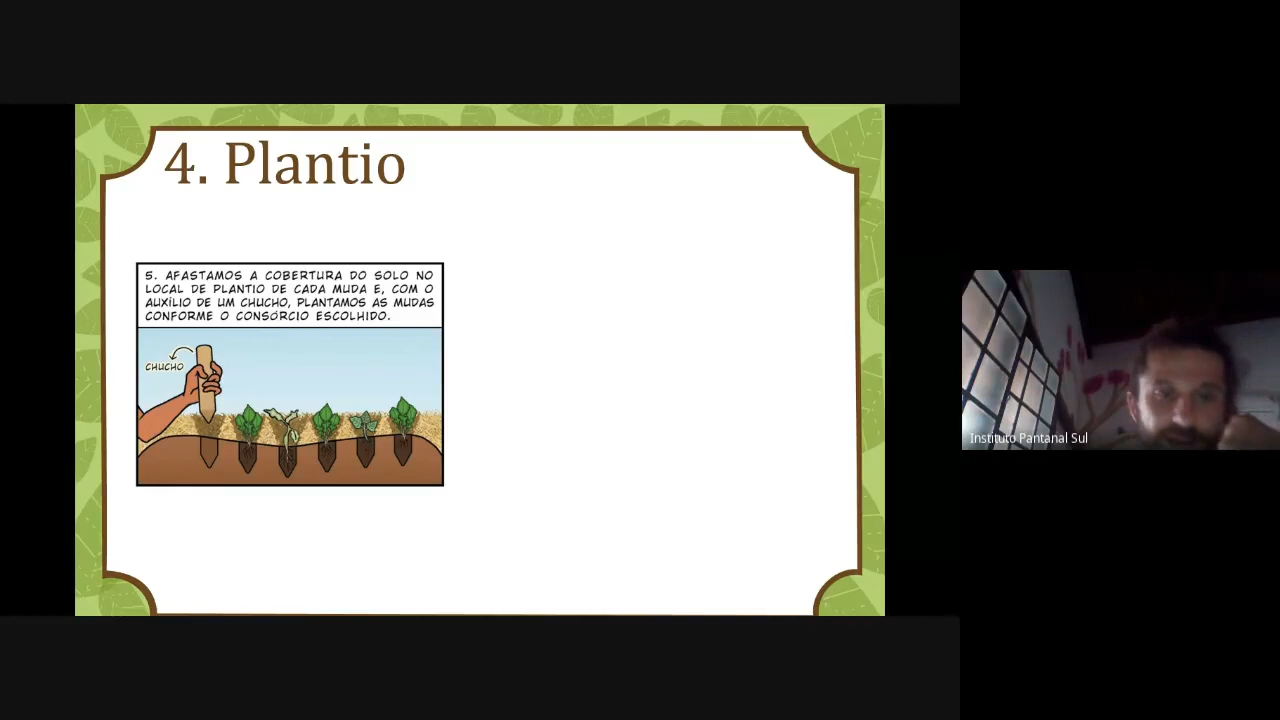 4. Plantio
5. AFASTAMOS A COBERTURA DO SOLO NO
LOCAL DE PLANTIO DE CADA MUDA E, COM O
AUXÍLIO DE UM CHUCHO, PLANTAMOS AS MUDAS
CONFORME O CONSÓRCIO ESCOLHIDO.
CHUCHO
Instituto Pantanal Sul